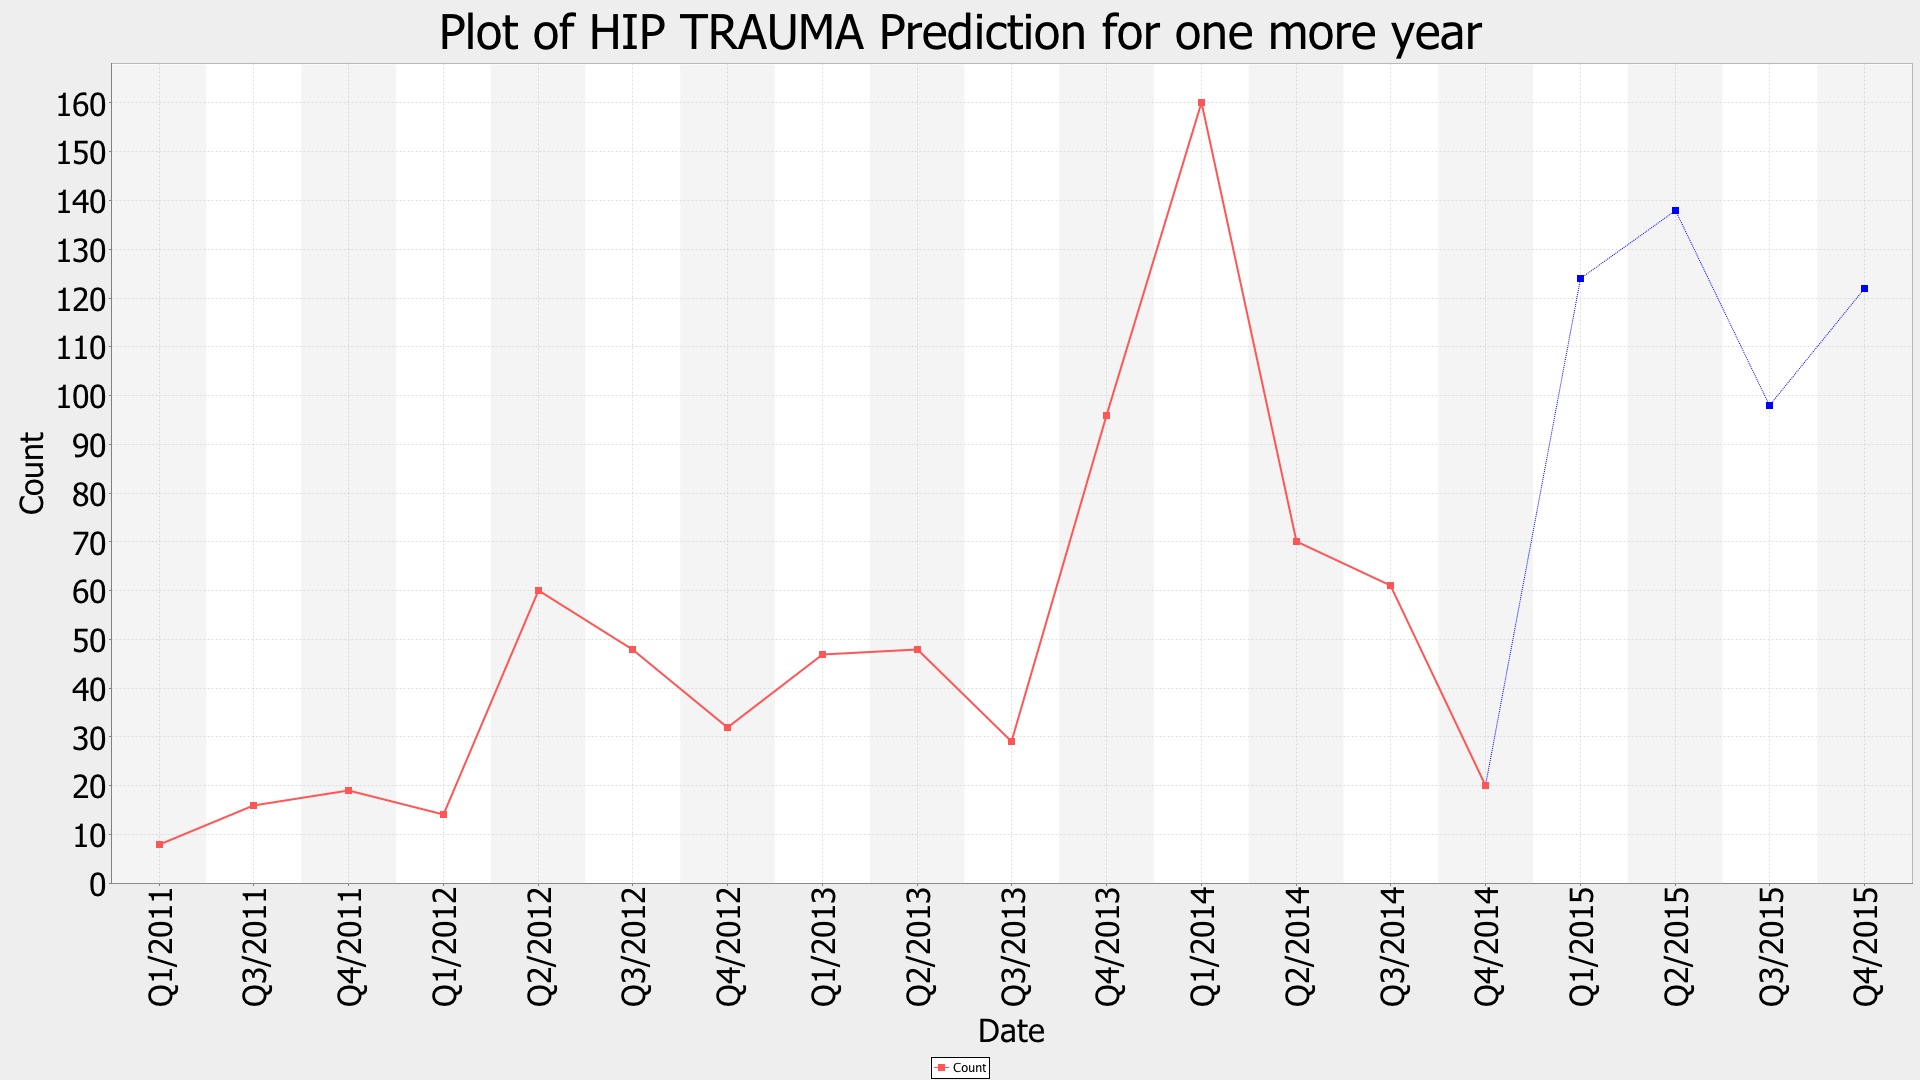 Plot of HIP TRAUMA Prediction for one more year
160
150
140
130
120
110
100
90
80
70
60
50
40
30
20
10
0
Count
Q1/2011
Q3/2011
Q4/2011
Q1/2012
Q2/2012
Q3/2012
Q4/2012
Q1/2013
Q2/2013
Q3/2013
Q4/2013
Q1/2014
Q2/2014
Q3/2014
Q4/2014
Q1/2015
Q2/2015
Q3/2015
Q4/2015
Date
Count